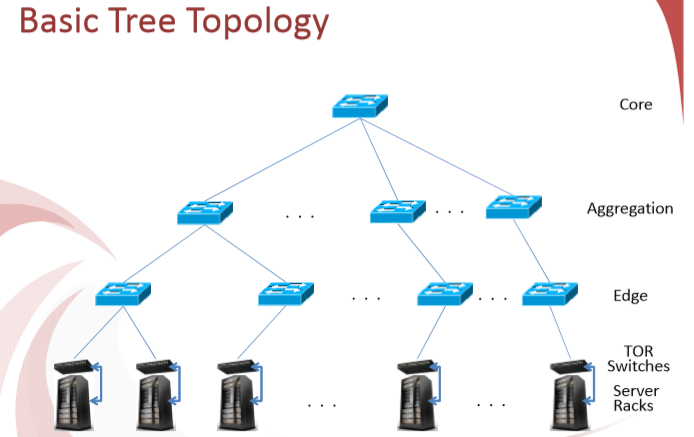 Basic Tree Topology
Core
. . .
. . .
Aggregation
. . .
. . .
Edge
TOR
Switches
Server
Racks
. . .
. . .